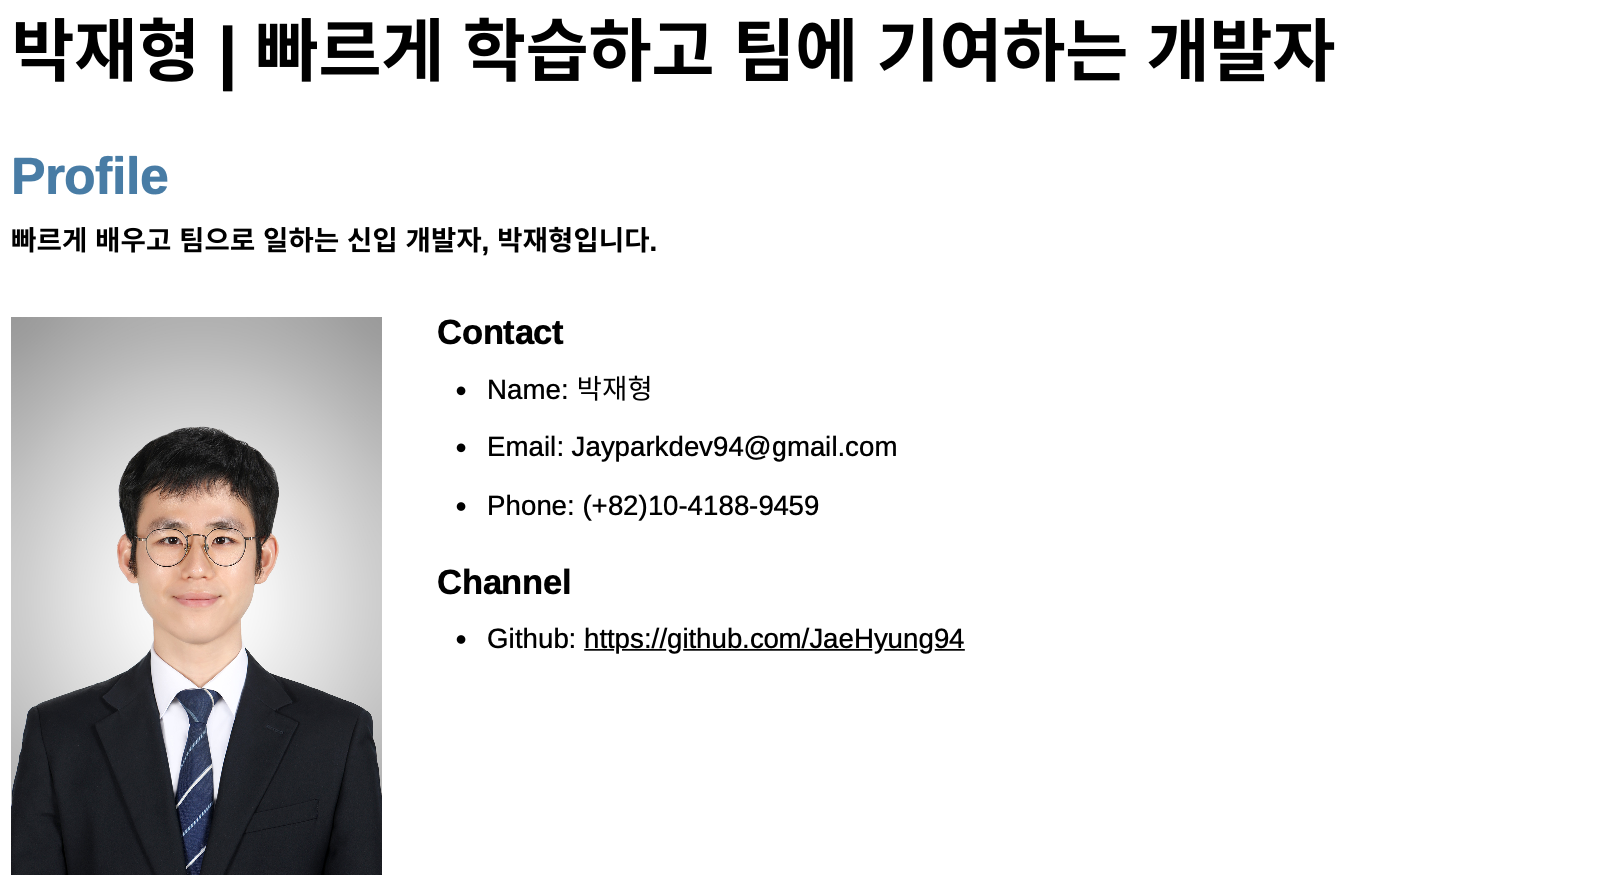 박재형 | 빠르게 학습하고 팀에 기여하는 개발자
Profile
빠르게 배우고 팀으로 일하는 신입 개발자, 박재형입니다.
Contact
• Name: 박재형
• Email: Jayparkdev94@gmail.com
• Phone: (+82)10-4188-9459
Channel
• Github: https://github.com/JaeHyung94